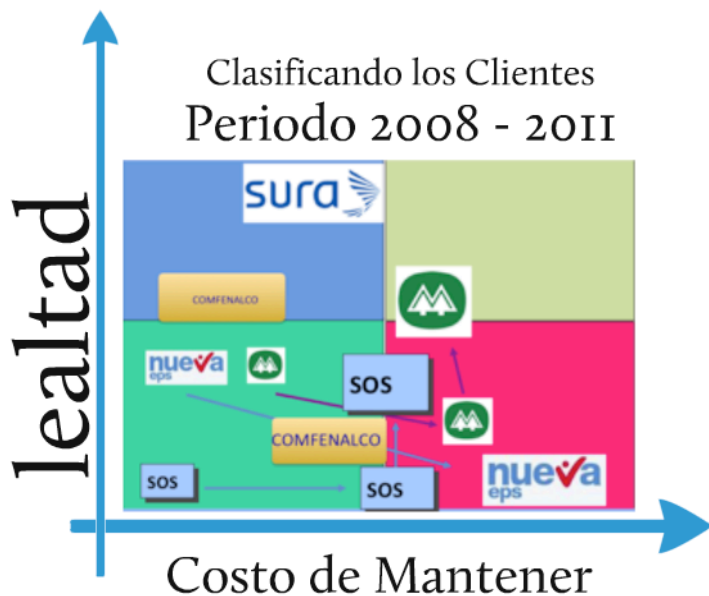 Clasificando los Clientes
Periodo 2008 - 2011
lealtad
sura
COMFENALCO
nueva
eps
SOS
COMFENALCO
SOS
SOS
nueva
eps
Costo de Mantener